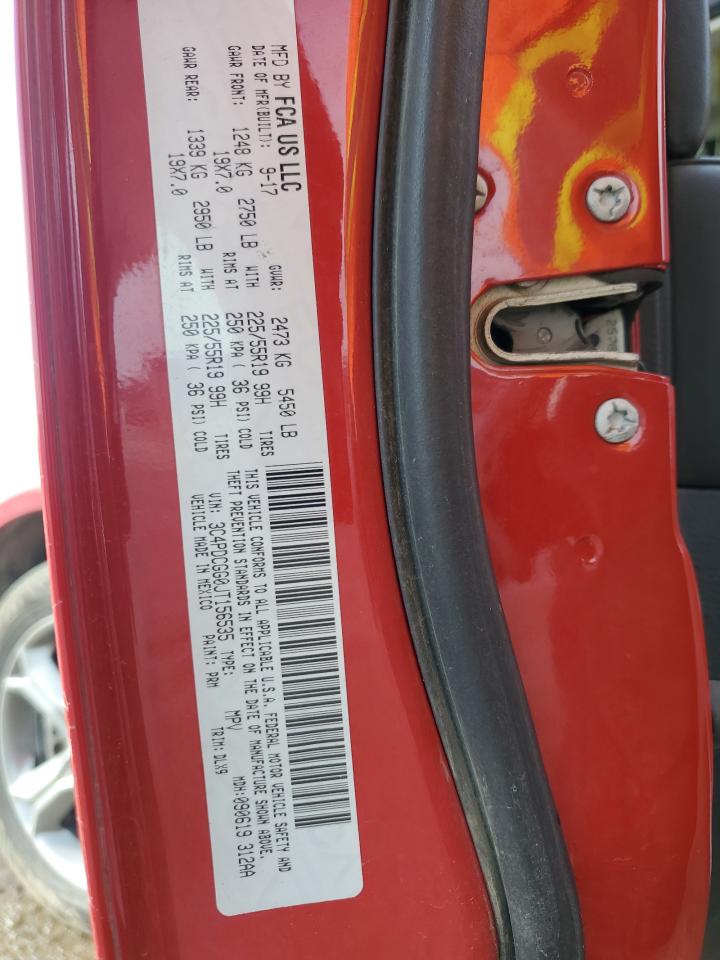 MFD BY FCA US LLC
DATE OF MFR(BUILT): 9-17 GVWR: 2473 KG 5450 LB
GAWR FRONT: 1248 KG 2750 LB WITH 225/55R19 99H TIRES
19X7.0 RIMS AT 250 KPA ( 36 PSI) COLD
GAWR REAR: 1339 KG 2950 LB WITH 225/55R19 99H TIRES
19X7.0 RIMS AT 250 KPA ( 36 PSI) COLD
THIS VEHICLE CONFORMS TO ALL APPLICABLE U.S.A. FEDERAL MOTOR VEHICLE SAFETY AND
THEFT PREVENTION STANDARDS IN EFFECT ON THE DATE OF MANUFACTURE SHOWN ABOVE.
VIN: 3C4PDCGG0JT156535 TYPE: MPV MDH:090619 312AA
VEHICLE MADE IN MEXICO PAINT: PRM TRIM:DLX9